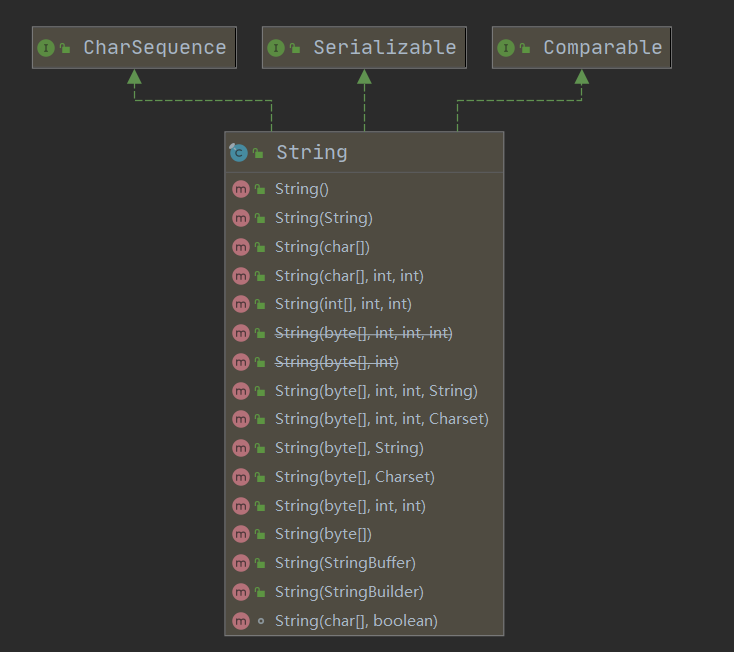 CharSequence
Serializable
Comparable
String
String()
String(String)
String(char[])
String(char[], int, int)
String(int[], int, int)
String(byte[], int, int, int)
String(byte[], int)
String(byte[], int, int, String)
String(byte[], int, int, Charset)
String(byte[], String)
String(byte[], Charset)
String(byte[], int, int)
String(byte[])
String(StringBuffer)
String(StringBuilder)
String(char[], boolean)